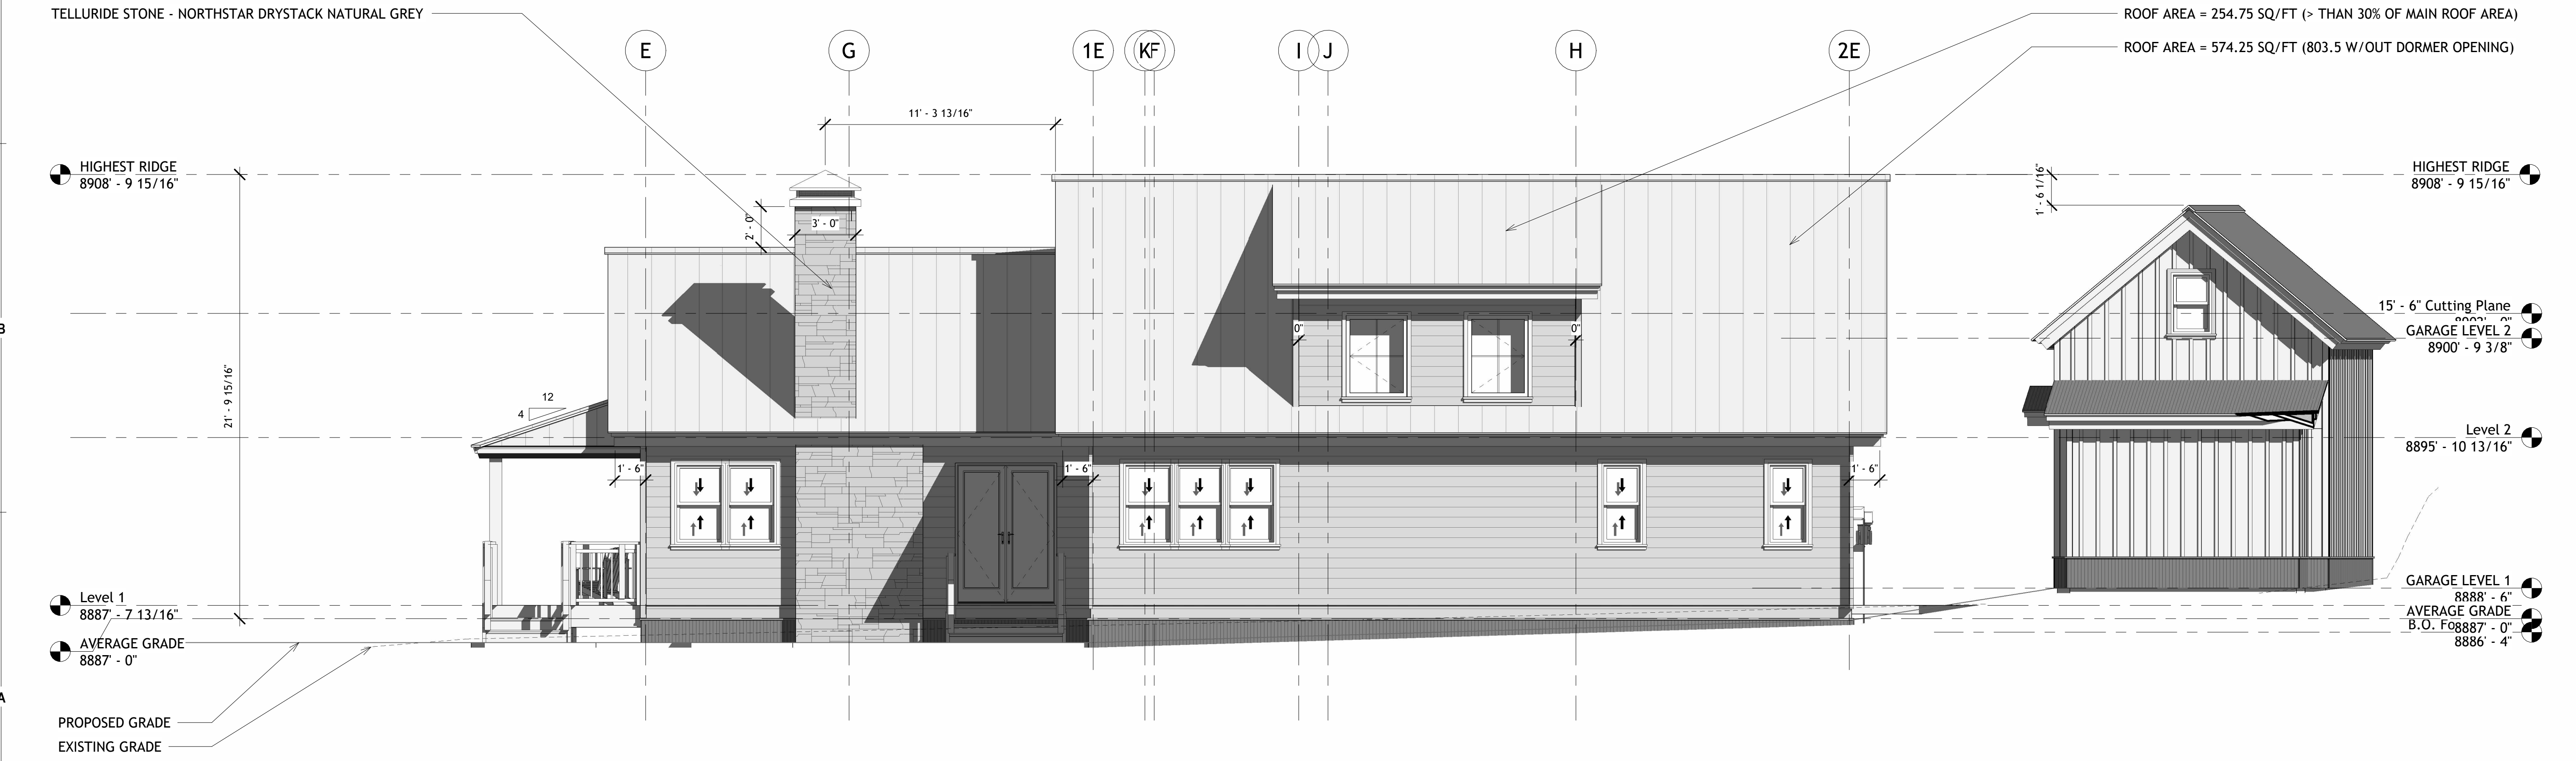 TELLURIDE STONE - NORTHSTAR DRYSTACK NATURAL GREY
ROOF AREA = 254.75 SQ/FT (> THAN 30% OF MAIN ROOF AREA)
ROOF AREA = 574.25 SQ/FT (803.5 W/OUT DORMER OPENING)
E
G
1E
K
F
I
J
H
2E
11' - 3 13/16"
HIGHEST RIDGE
8908' - 9 15/16"
HIGHEST RIDGE
8908' - 9 15/16"
1' - 6 1/16"
2' - 0"
3' - 0"
15' - 6" Cutting Plane
GARAGE LEVEL 2
8900' - 9 3/8"
B
0"
0"
21' - 9 15/16"
12
4
Level 2
8895' - 10 13/16"
1' - 6"
1' - 6"
1' - 6"
Level 1
8887' - 7 13/16"
AVERAGE GRADE
8887' - 0"
GARAGE LEVEL 1
8888' - 6"
AVERAGE GRADE
8887' - 0"
B.O. Fo
8886' - 4"
A
PROPOSED GRADE
EXISTING GRADE